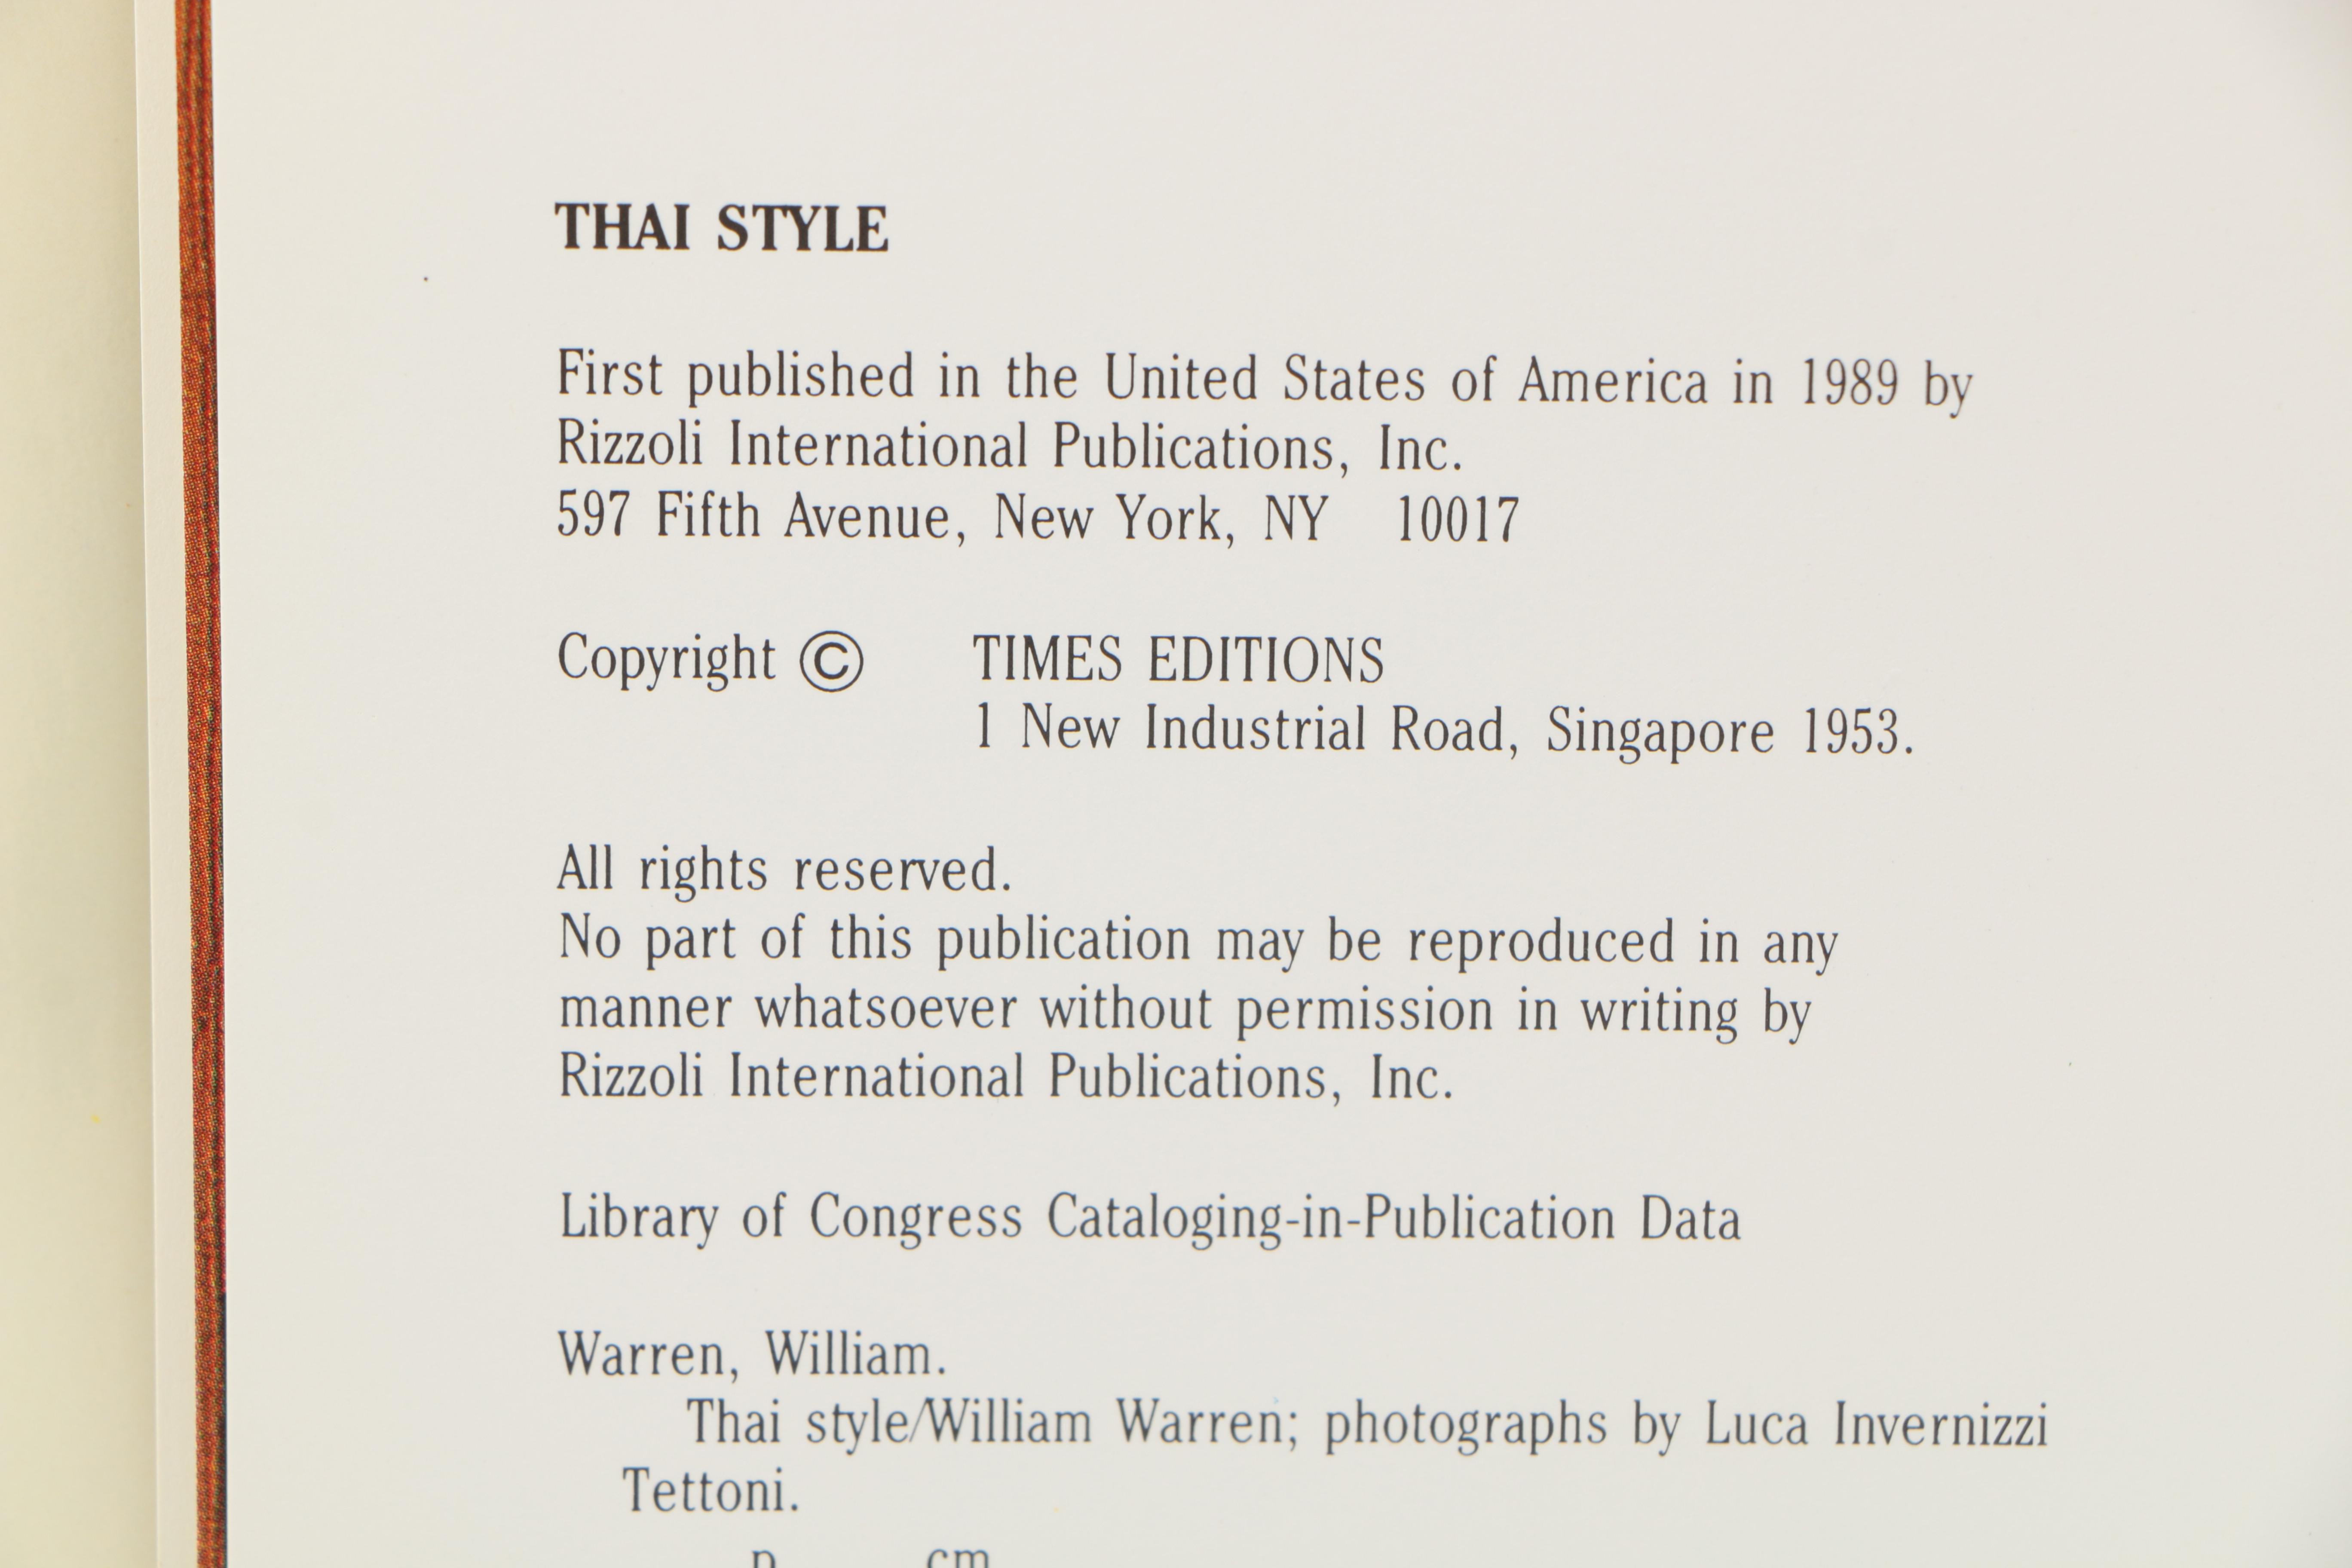 THAI STYLE
First published in the United States of America in 1989 by
Rizzoli International Publications, Inc.
597 Fifth Avenue, New York, NY 10017
Copyright © TIMES EDITIONS
1 New Industrial Road, Singapore 1953.
All rights reserved.
No part of this publication may be reproduced in any
manner whatsoever without permission in writing by
Rizzoli International Publications, Inc.
Library of Congress Cataloging-in-Publication Data
Warren, William.
Thai style/William Warren; photographs by Luca Invernizzi
Tettoni.
p cm